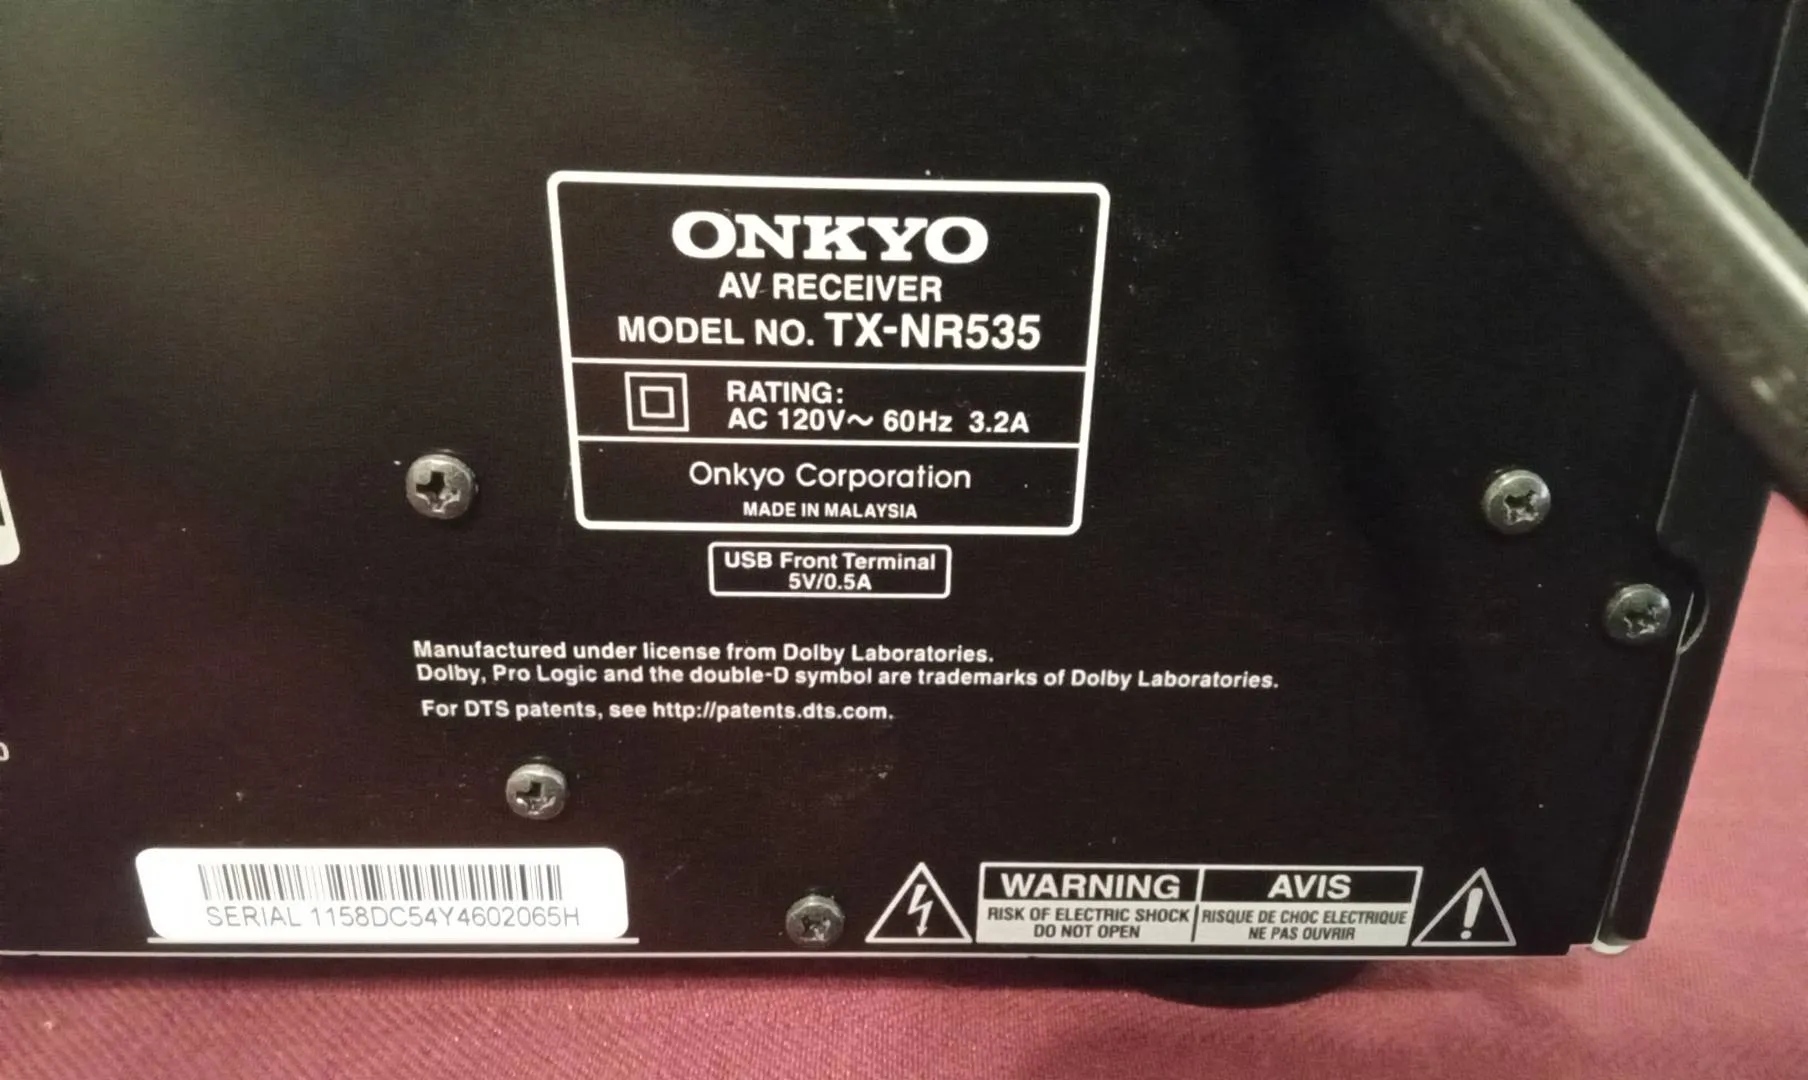 ONKYO
AV RECEIVER
MODEL NO. TX-NR535
RATING:
AC 120V~ 60Hz 3.2A
Onkyo Corporation
MADE IN MALAYSIA
USB Front Terminal
5V/0.5A
Manufactured under license from Dolby Laboratories.
Dolby, Pro Logic and the double-D symbol are trademarks of Dolby Laboratories.
For DTS patents, see http://patents.dts.com.
SERIAL 1158DC54Y4602065H
WARNING
RISK OF ELECTRIC SHOCK
DO NOT OPEN
AVIS
RISQUE DE CHOC ELECTRIQUE
NE PAS OUVRIR